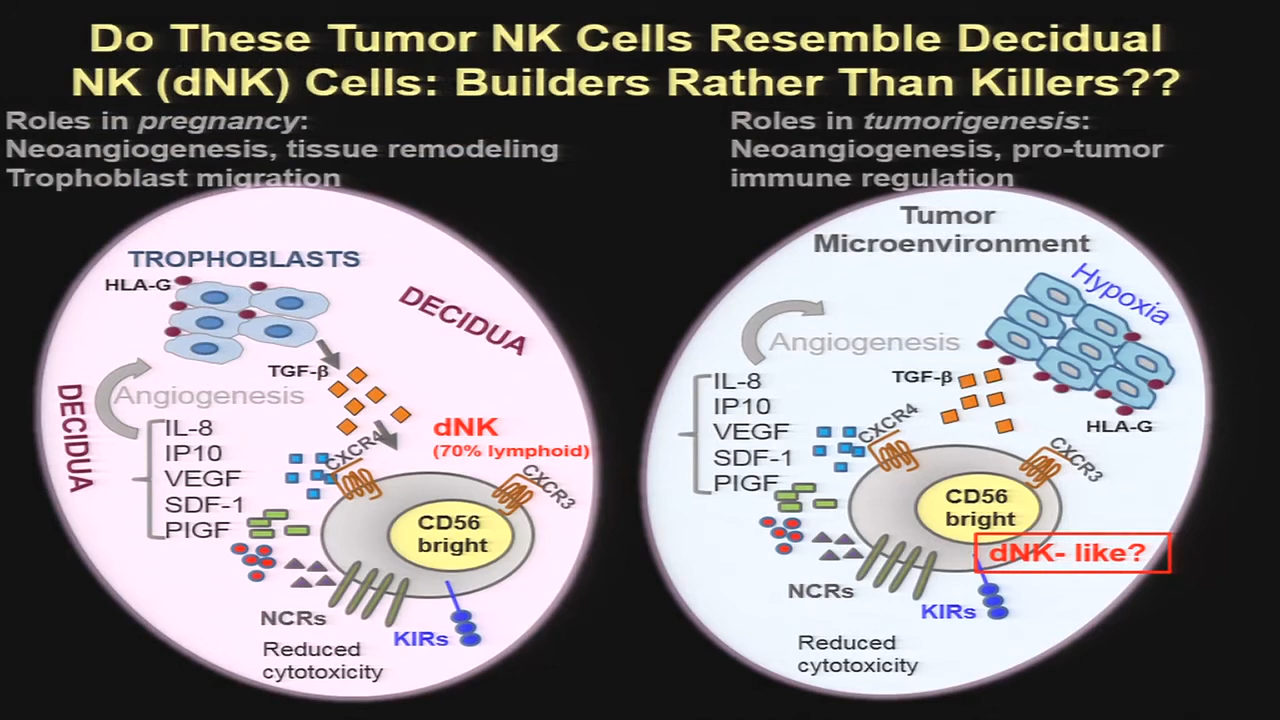 Do These Tumor NK Cells Resemble Decidual
NK (dNK) Cells: Builders Rather Than Killers??
Roles in pregnancy:
Neoangiogenesis, tissue remodeling
Trophoblast migration
TROPHOBLASTS
HLA-G
DECIDUA
TGF-β
Angiogenesis
DECIDUA
IL-8
IP10
VEGF
SDF-1
PIGF
dNK
(70% lymphoid)
CXCR4
CXCR3
CD56
bright
NCRs
KIRs
Reduced
cytotoxicity
Roles in tumorigenesis:
Neoangiogenesis, pro-tumor
immune regulation
Tumor
Microenvironment
Hypoxia
Angiogenesis
TGF-β
HLA-G
IL-8
IP10
VEGF
SDF-1
PIGF
CXCR4
CXCR3
CD56
bright
dNK- like?
NCRs
KIRs
Reduced
cytotoxicity